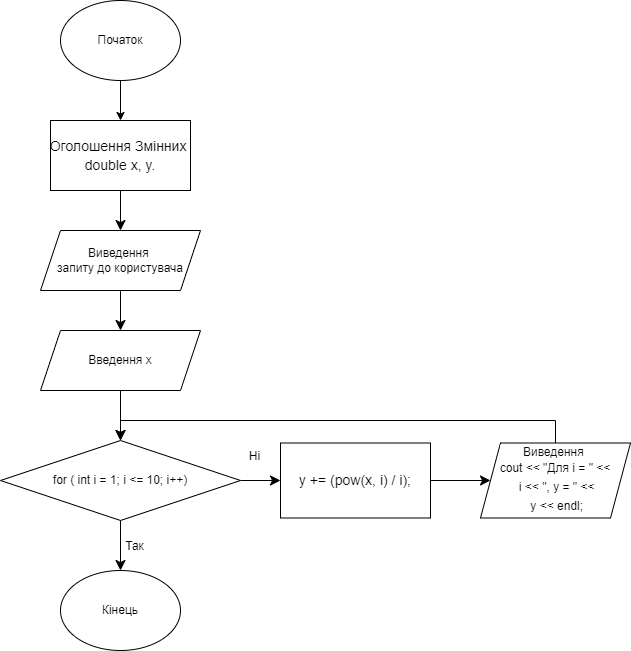 Початок
Оголошення Змінних
double x, y.
Виведення
запиту до користувача
Введення x
for ( int i = 1; i <= 10; i++)
Ні
y += (pow(x, i) / i);
Виведення
cout << "Для i = " <<
i << ", y = " <<
y << endl;
Так
Кінець